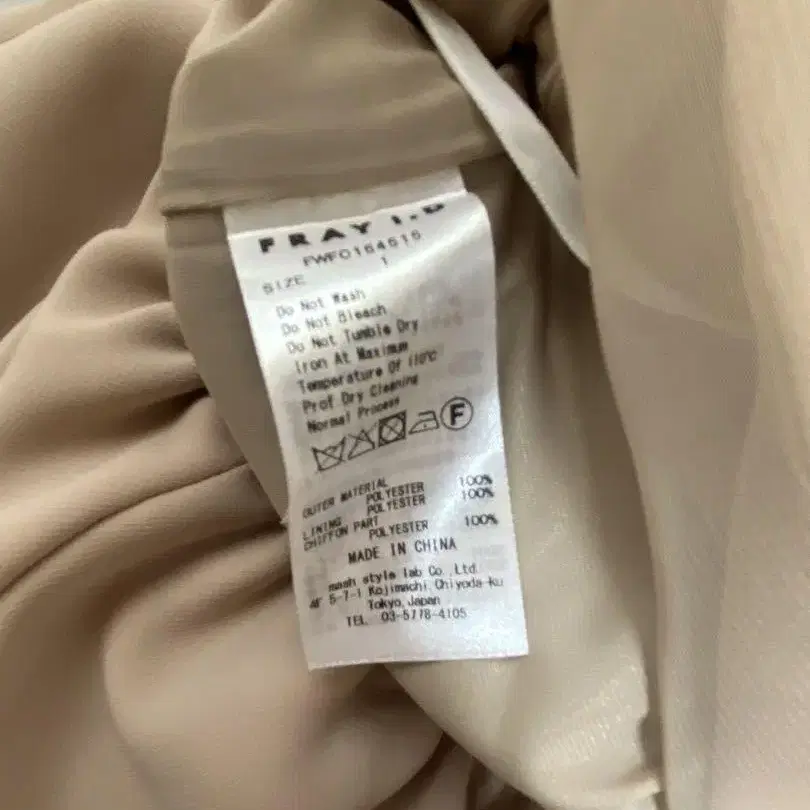 FRAY I.D
FWFO164616
SIZE 1
Do Not Wash
Do Not Bleach
Do Not Tumble Dry
Iron At Maximum
Temperature Of 110℃
Prof Dry Cleaning
Normal Process
F
OUTER MATERIAL
POLYESTER 100%
LINING POLYESTER 100%
CHIFFON PART
POLYESTER 100%
MADE IN CHINA
mash style lab Co.,Ltd.
5-7-1 Kojimachi,Chiyoda-Ku
Tokyo,Japan
TEL 03-5778-4105